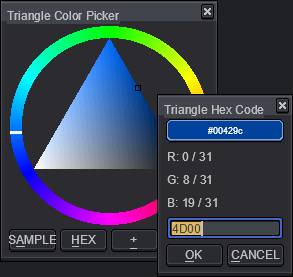 Triangle Color Picker
Triangle Hex Code
#00429c
R: 0 / 31
G: 8 / 31
B: 19 / 31
4D00
SAMPLE
HEX
+
OK
CANCEL